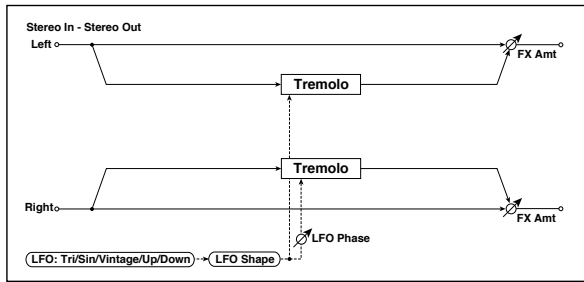 Stereo In - Stereo Out
Left
FX Amt
Tremolo
Tremolo
Right
FX Amt
LFO Phase
LFO: Tri/Sin/Vintage/Up/Down
LFO Shape